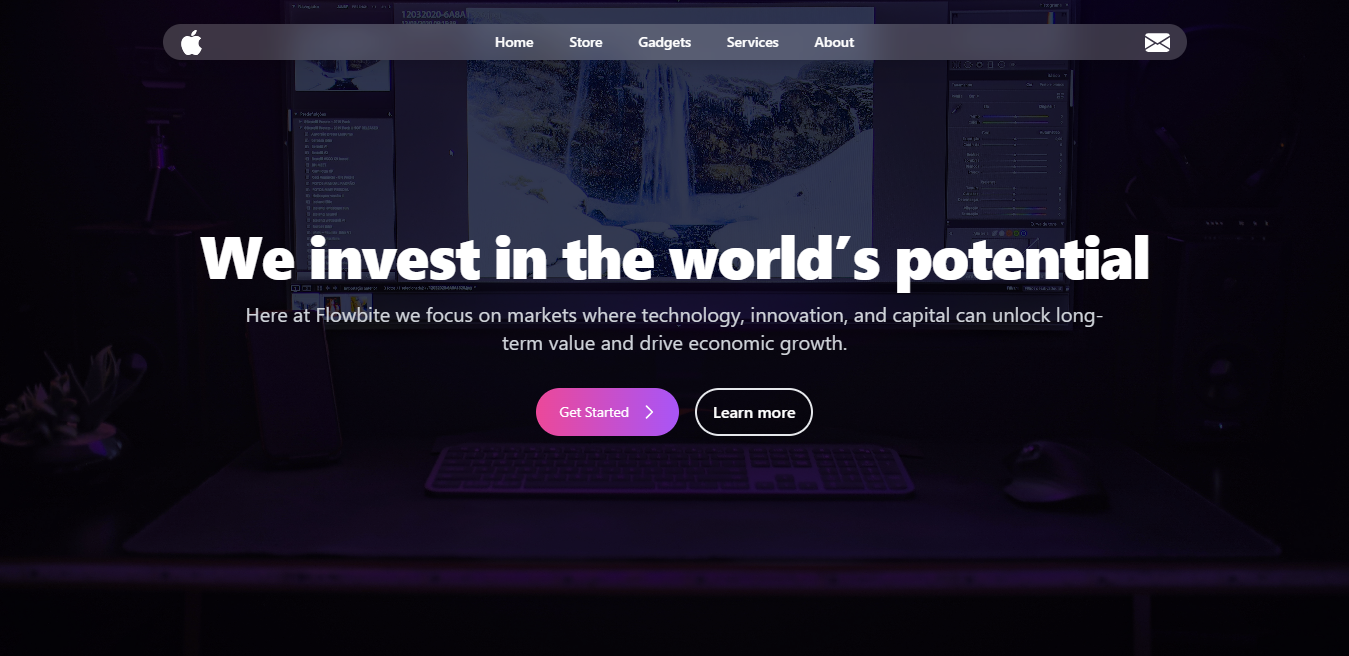 Home Store Gadgets Services About
We invest in the world´s potential
Here at Flowbite we focus on markets where technology, innovation, and capital can unlock long-
term value and drive economic growth.
Get Started
Learn more